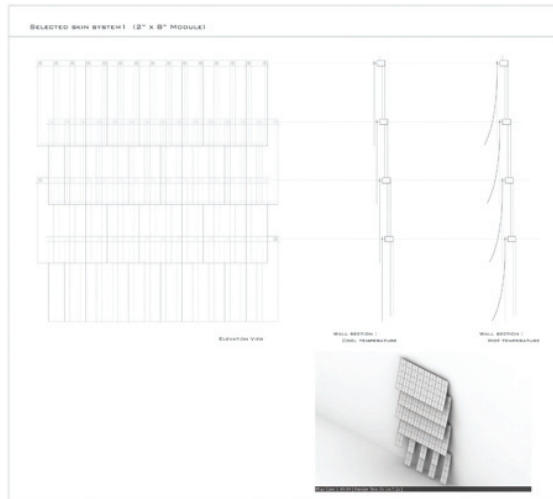 SELECTED SKIN SYSTEM1 (2" x 8" MODULE)
ELEVATION VIEW
WALL SECTION :
COOL TEMPERATURE
WALL SECTION :
HOT TEMPERATURE